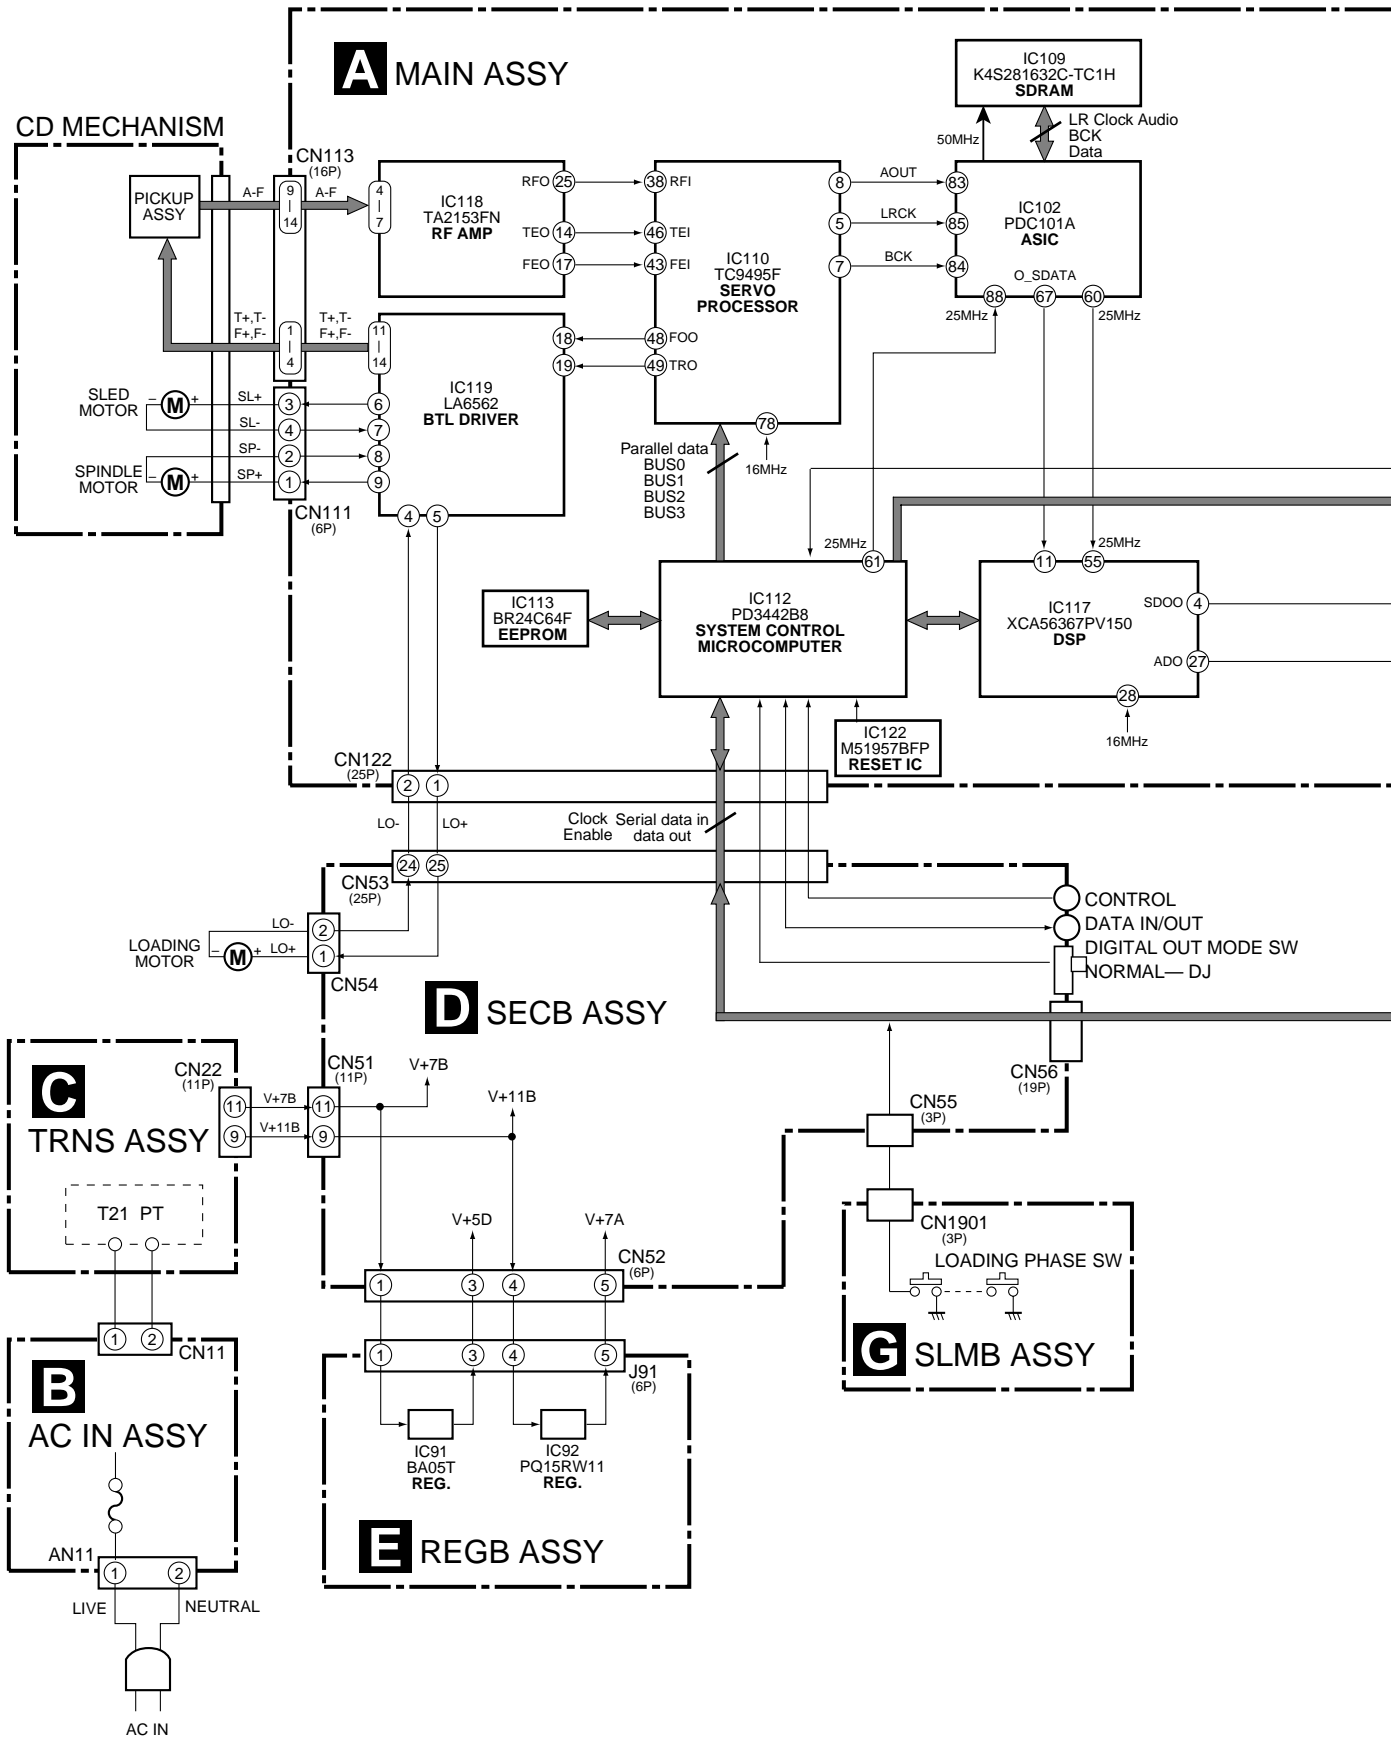 A MAIN ASSY
IC109
K4S281632C-TC1H
SDRAM
CD MECHANISM
50MHz
LR Clock Audio
BCK
Data
CN113
(16P)
PICKUP
ASSY
A-F
9
14
A-F
4
7
IC118
TA2153FN
RF AMP
RFO 25
TEO 14
FEO 17
38 RFI
46 TEI
43 FEI
IC110
TC9495F
SERVO
PROCESSOR
8 AOUT 83
5 LRCK 85
7 BCK 84
IC102
PDC101A
ASIC
O_SDATA
88 67 60
25MHz 25MHz
T+,T-
F+,F-
1
4
T+,T-
F+,F-
11
14
18
19
48 FOO
49 TRO
IC119
LA6562
BTL DRIVER
SLED
MOTOR
- M +
SL+ 3 6
SL- 4 7
SP- 2 8
SPINDLE
MOTOR
- M +
SP+ 1 9
CN111
(6P)
4 5
78
16MHz
Parallel data
BUS0
BUS1
BUS2
BUS3
25MHz
61
25MHz
11 55
IC113
BR24C64F
EEPROM
IC112
PD3442B8
SYSTEM CONTROL
MICROCOMPUTER
IC117
XCA56367PV150
DSP
SDOO 4
ADO 27
28
16MHz
IC122
M51957BFP
RESET IC
CN122
(25P)
2 1
LO- LO+
Clock
Enable
Serial data in
data out
24 25
CN53
(25P)
CONTROL
DATA IN/OUT
DIGITAL OUT MODE SW
NORMAL— DJ
LOADING
MOTOR
- M +
LO- 2
LO+ 1
CN54
D SECB ASSY
CN56
(19P)
CN55
(3P)
C
TRNS ASSY
CN22
(11P)
11 V+7B 11
9 V+11B 9
CN51
(11P)
V+7B
V+11B
T21 PT
V+5D
V+7A
CN52
(6P)
1 3 4 5
CN1901
(3P)
LOADING PHASE SW
G SLMB ASSY
1 2
CN11
1 3 4 5
J91
(6P)
B
AC IN ASSY
IC91
BA05T
REG.
IC92
PQ15RW11
REG.
E REGB ASSY
AN11
1 2
LIVE NEUTRAL
AC IN